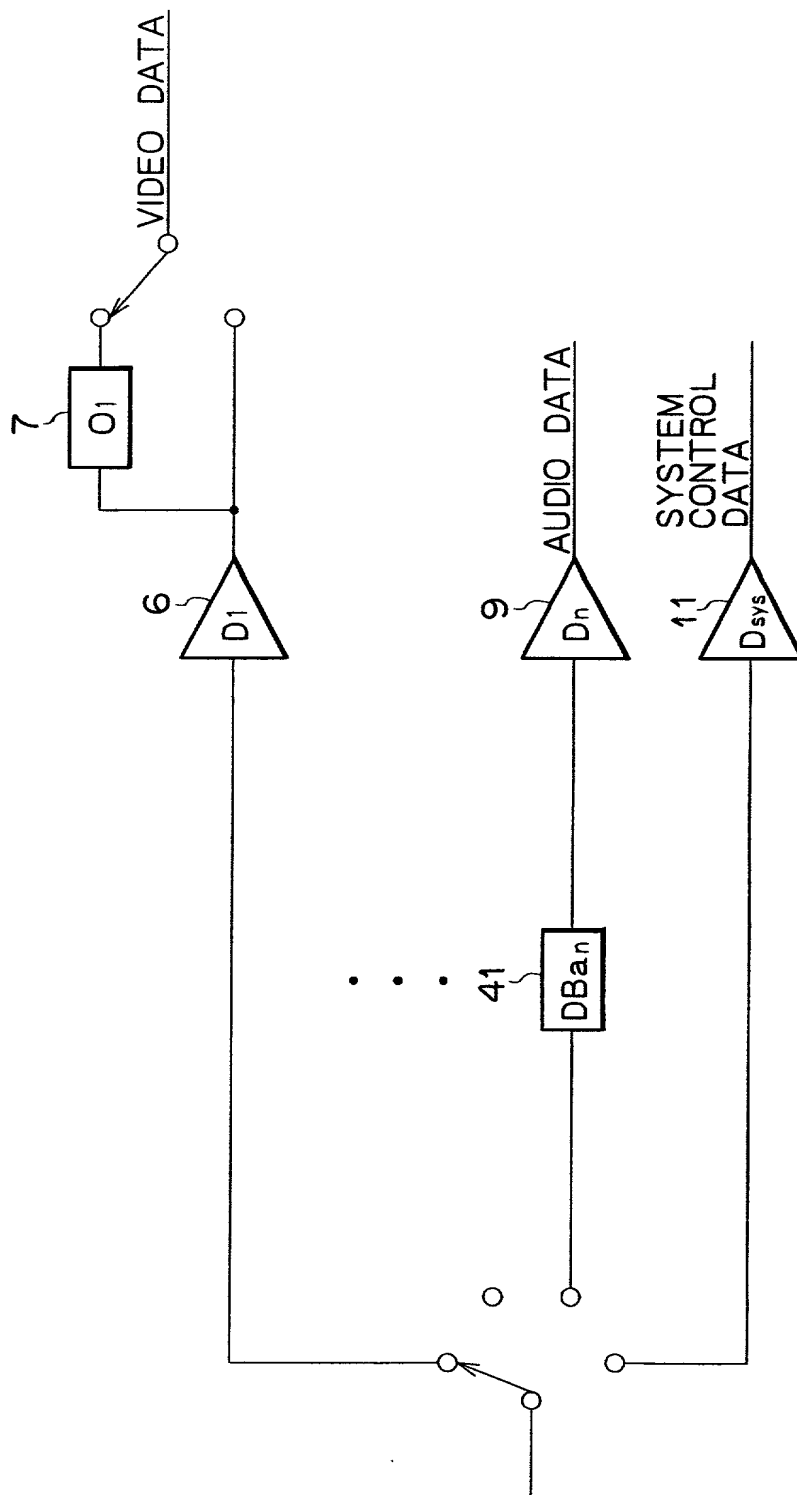 7
O1
VIDEO DATA
6
D1
41
DBan
9
Dn
AUDIO DATA
11
Dsys
SYSTEM
CONTROL
DATA